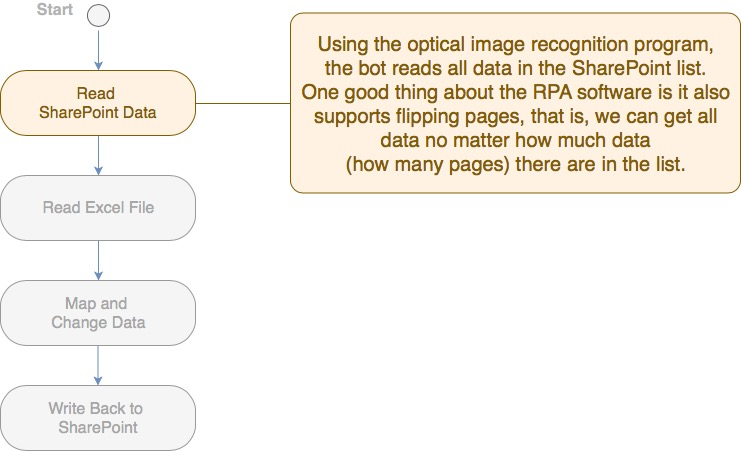 Start
Read
SharePoint Data
Using the optical image recognition program,
the bot reads all data in the SharePoint list.
One good thing about the RPA software is it also
supports flipping pages, that is, we can get all
data no matter how much data
(how many pages) there are in the list.
Read Excel File
Map and
Change Data
Write Back to
SharePoint